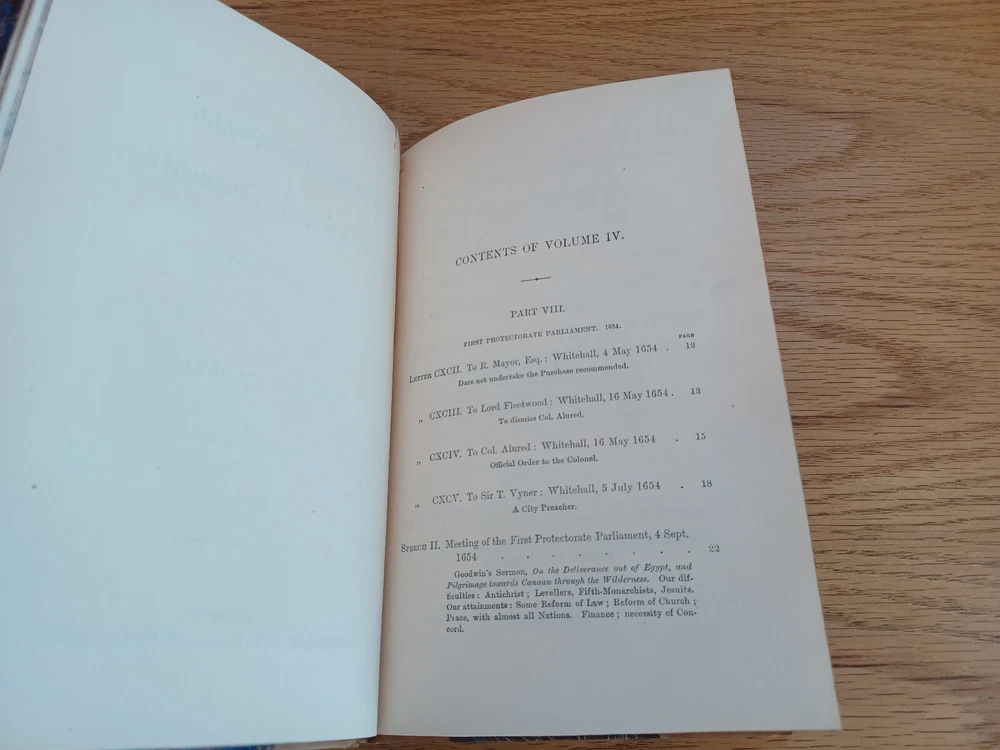 CONTENTS OF VOLUME IV.
PART VIII.
FIRST PROTECTORATE PARLIAMENT. 1654.
PAGE
LETTER CXCII. To R. Mayor, Esq.: Whitehall, 4 May 1654 . 12
Dare not undertake the Purchase recommended.
„ CXCIII. To Lord Fleetwood: Whitehall, 16 May 1654 . 13
To dismiss Col. Alured.
„ CXCIV. To Col. Alured: Whitehall, 16 May 1654 . 15
Official Order to the Colonel.
„ CXCV. To Sir T. Vyner: Whitehall, 5 July 1654 . 18
A City Preacher.
SPEECH II. Meeting of the First Protectorate Parliament, 4 Sept.
1654 . . . . . . . . 22
Goodwin's Sermon, On the Deliverance out of Egypt, and
Pilgrimage towards Canaan through the Wilderness. Our dif-
ficulties: Antichrist; Levellers, Fifth-Monarchists, Jesuits.
Our attainments: Some Reform of Law; Reform of Church;
Peace, with almost all Nations. Finance; necessity of Con-
cord.